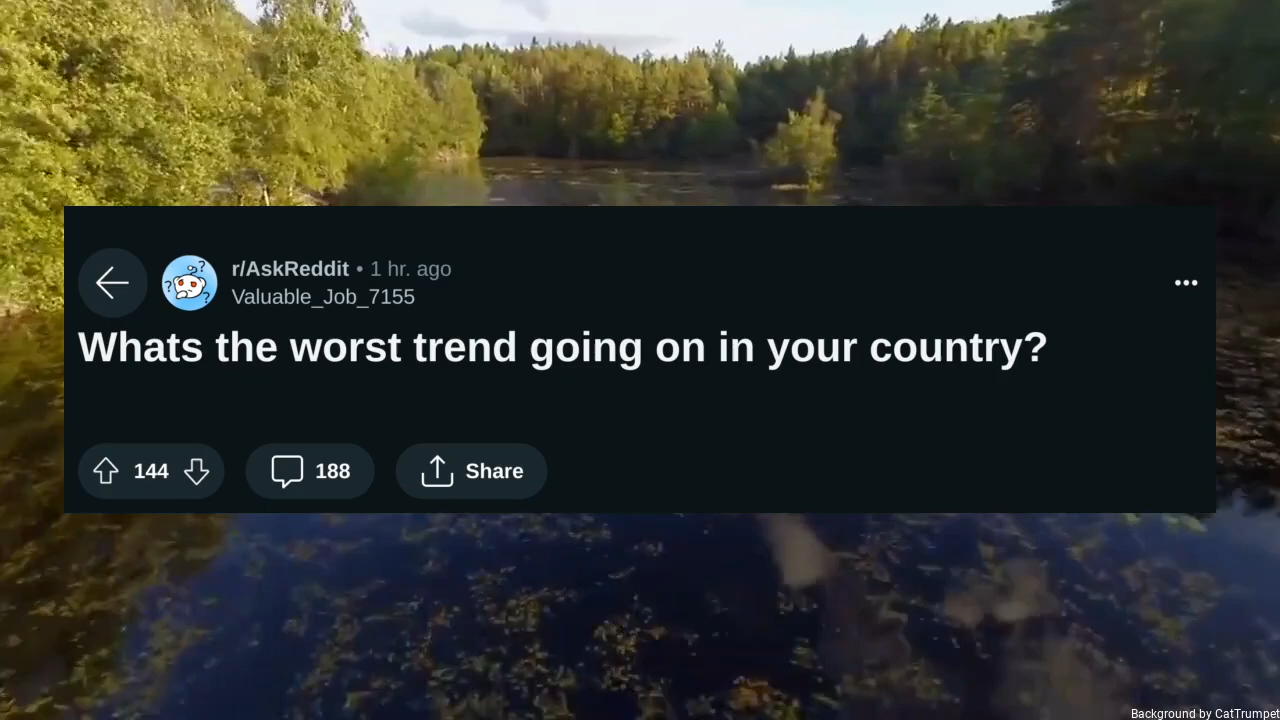 r/AskReddit • 1 hr. ago
Valuable_Job_7155
Whats the worst trend going on in your country?
144
188
Share
Background by CatTrumpet